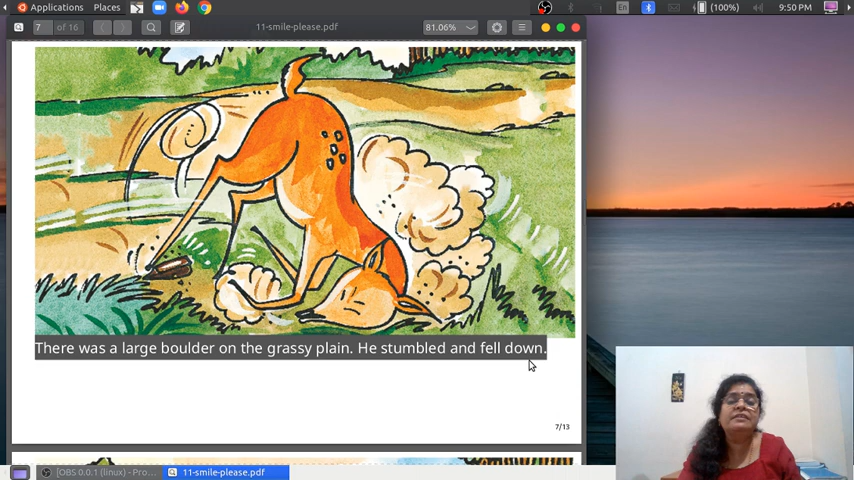 Applications Places En (100%) 9:50 PM
7 of 16 11-smile-please.pdf 81.06%
There was a large boulder on the grassy plain. He stumbled and fell down.
7/13
[OBS 0.0.1 (linux) - Pro... 11-smile-please.pdf